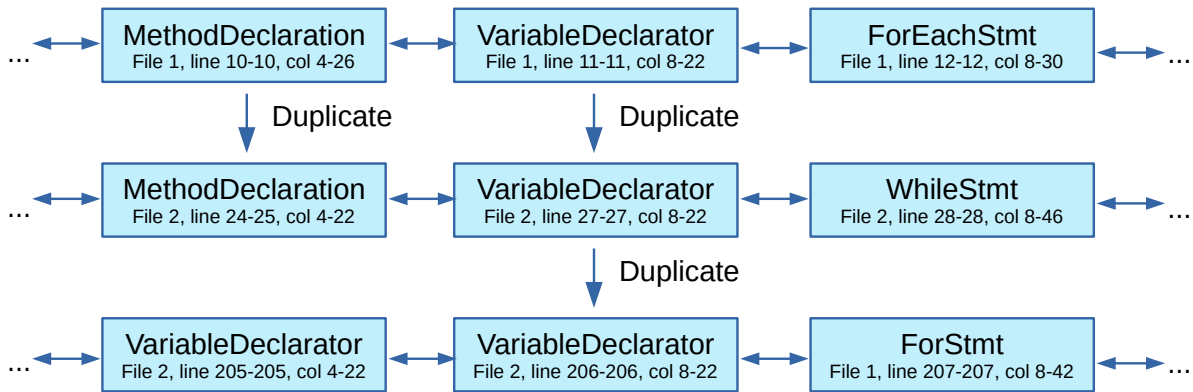 MethodDeclaration
File 1, line 10-10, col 4-26
VariableDeclarator
File 1, line 11-11, col 8-22
ForEachStmt
File 1, line 12-12, col 8-30
...
...
Duplicate
Duplicate
MethodDeclaration
File 2, line 24-25, col 4-22
VariableDeclarator
File 2, line 27-27, col 8-22
WhileStmt
File 2, line 28-28, col 8-46
...
...
Duplicate
VariableDeclarator
File 2, line 205-205, col 4-22
VariableDeclarator
File 2, line 206-206, col 8-22
ForStmt
File 1, line 207-207, col 8-42
...
...